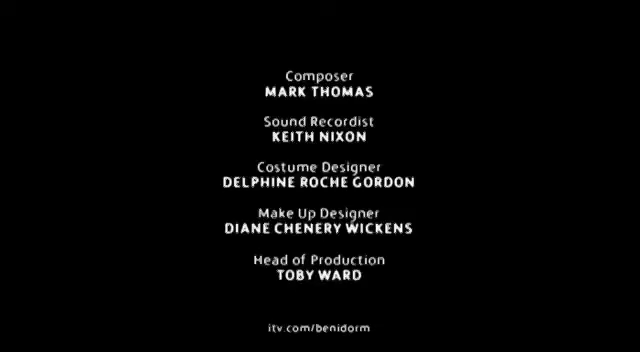 Composer
MARK THOMAS
Sound Recordist
KEITH NIXON
Costume Designer
DELPHINE ROCHE GORDON
Make Up Designer
DIANE CHENERY WICKENS
Head of Production
TOBY WARD
itv.com/benidorm